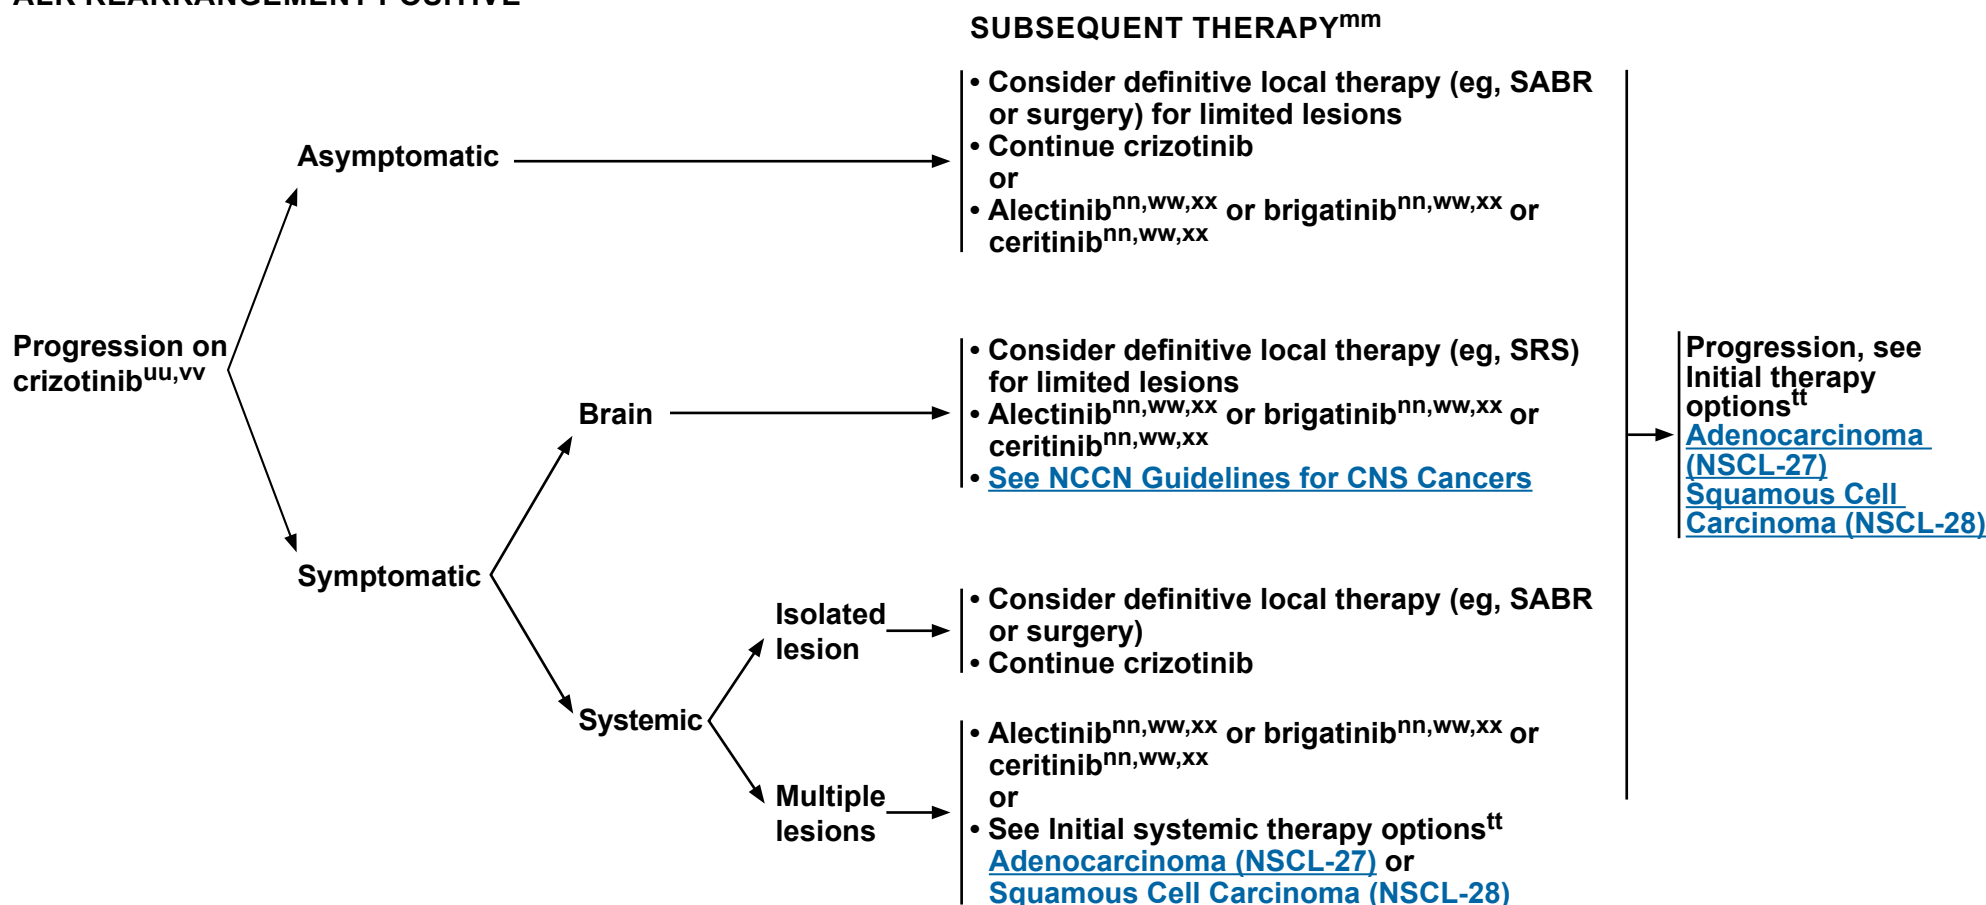 ALK REARRANGEMENT POSITIVE
SUBSEQUENT THERAPYmm
• Consider definitive local therapy (eg, SABR
or surgery) for limited lesions
• Continue crizotinib
or
• Alectinibnn,ww,xx or brigatinibnn,ww,xx or
ceritinibnn,ww,xx
Asymptomatic
Progression on
crizotinibuu,vv
Brain
• Consider definitive local therapy (eg, SRS)
for limited lesions
• Alectinibnn,ww,xx or brigatinibnn,ww,xx or
ceritinibnn,ww,xx
• See NCCN Guidelines for CNS Cancers
Symptomatic
Isolated
lesion
• Consider definitive local therapy (eg, SABR
or surgery)
• Continue crizotinib
Systemic
Multiple
lesions
• Alectinibnn,ww,xx or brigatinibnn,ww,xx or
ceritinibnn,ww,xx
or
• See Initial systemic therapy optionstt
Adenocarcinoma (NSCL-27) or
Squamous Cell Carcinoma (NSCL-28)
Progression, see
Initial therapy
optionstt
Adenocarcinoma
(NSCL-27)
Squamous Cell
Carcinoma (NSCL-28)